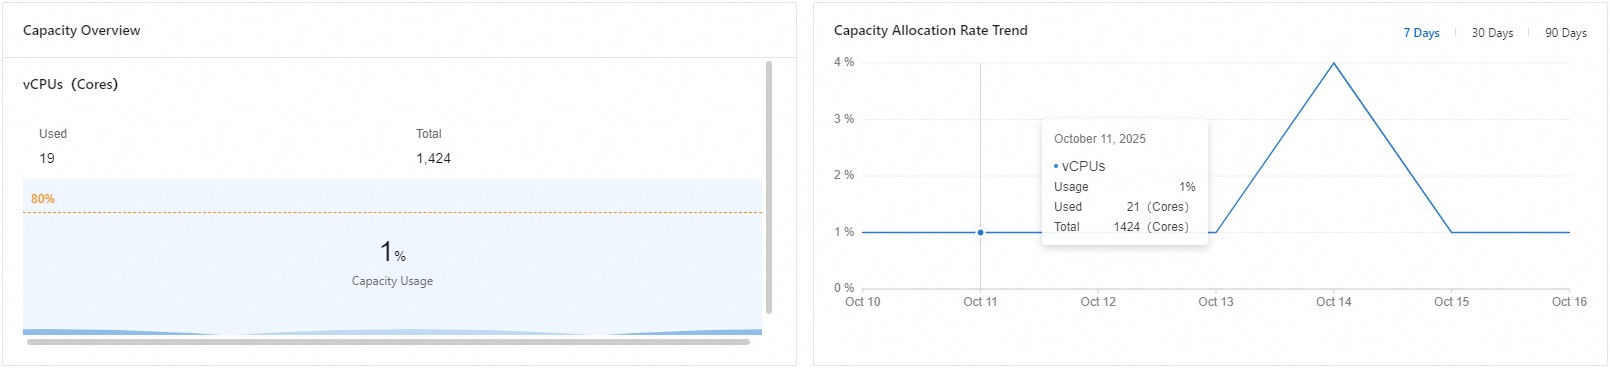 Capacity Overview
vCPUs (Cores)
Used
Total
19
1,424
80%
1%
Capacity Usage
Capacity Allocation Rate Trend
7 Days
30 Days
90 Days
4 %
3 %
2 %
1 %
0 %
October 11, 2025
vCPUs
Usage 1%
Used 21 (Cores)
Total 1424 (Cores)
Oct 10 Oct 11 Oct 12 Oct 13 Oct 14 Oct 15 Oct 16